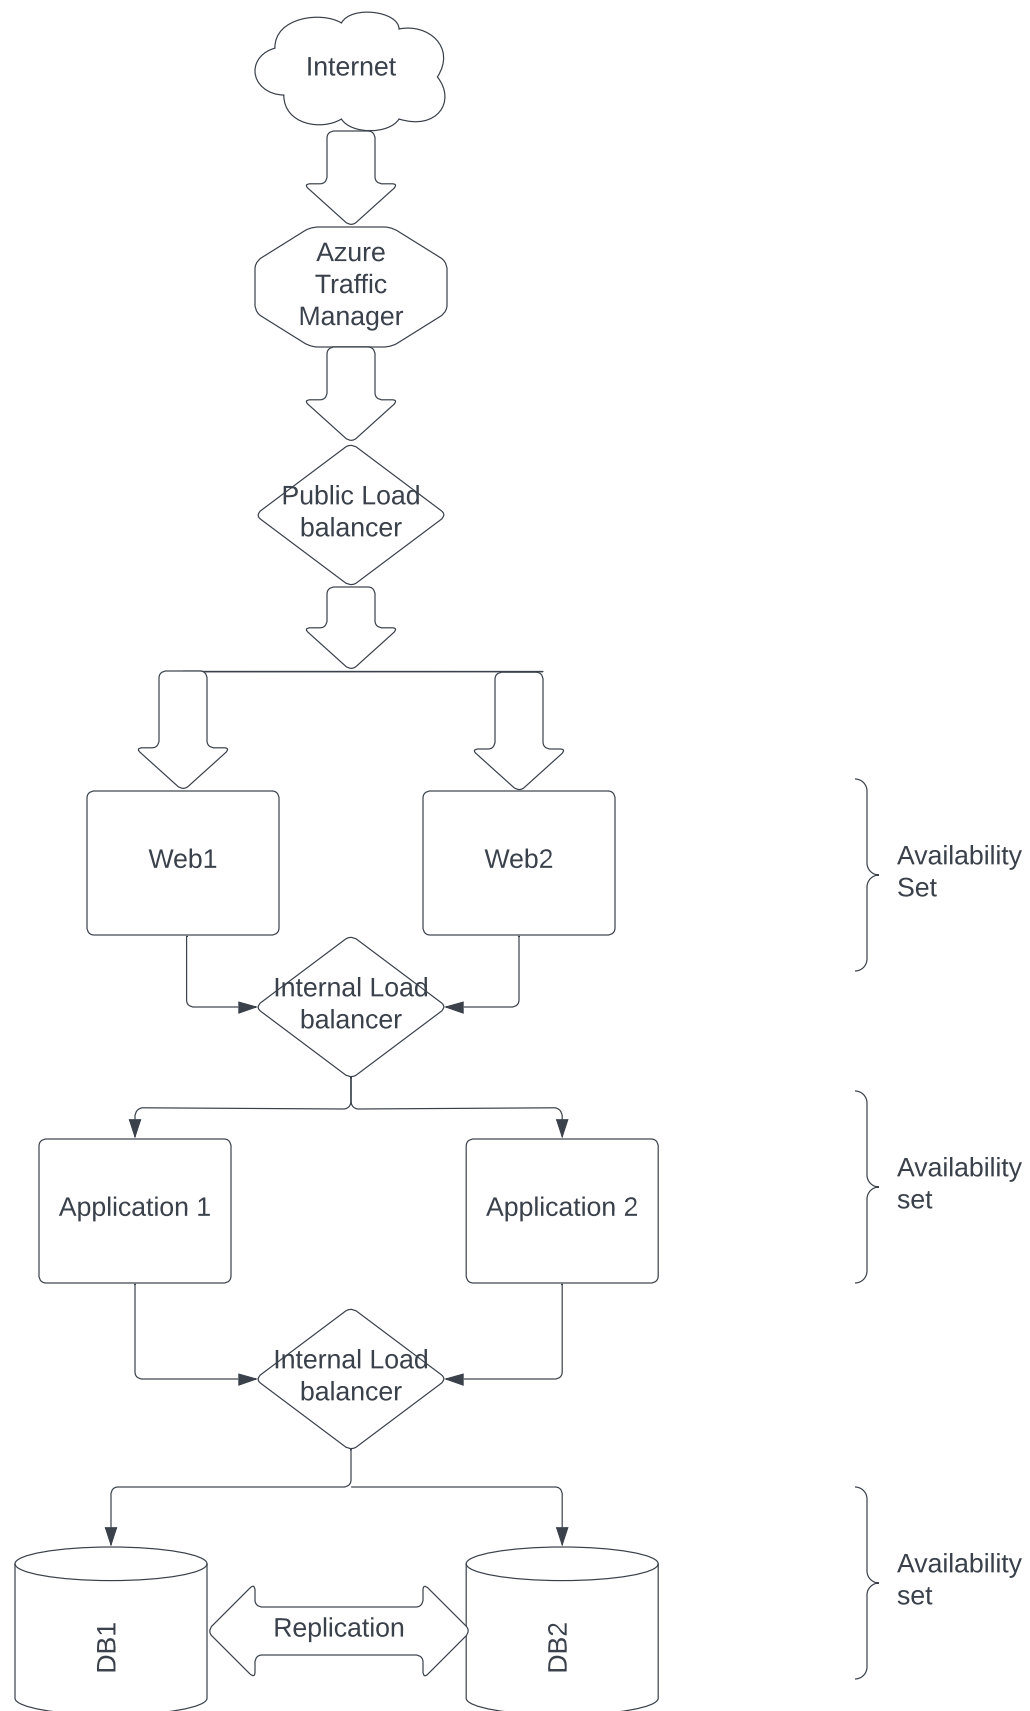 Internet
Azure
Traffic
Manager
Public Load
balancer
Web1
Web2
Availability
Set
Internal Load
balancer
Application 1
Application 2
Availability
set
Internal Load
balancer
DB1
Replication
DB2
Availability
set